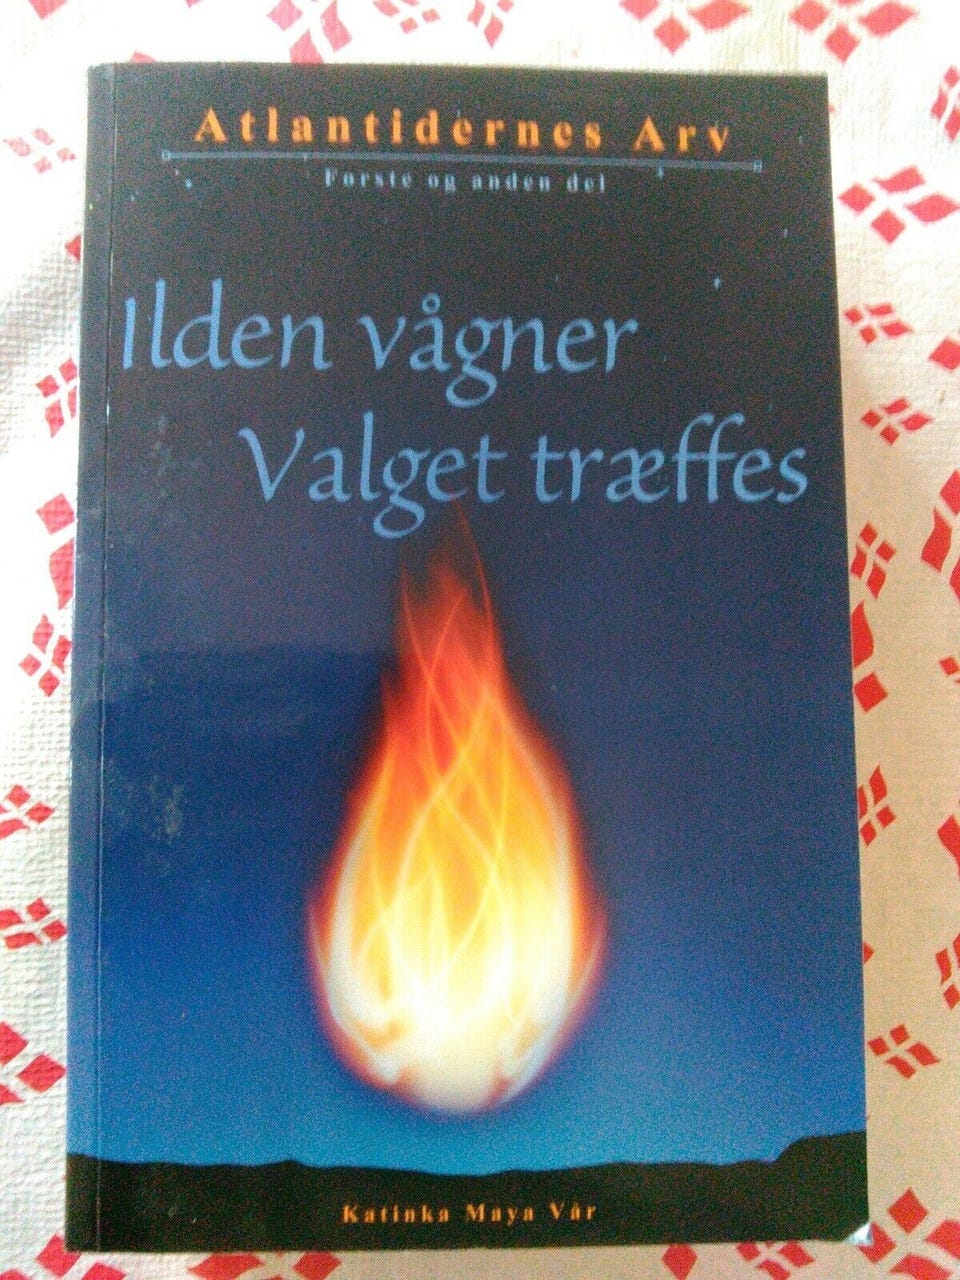 Atlantidernes Arv
Første og anden del
Ilden vågner
Valget træffes
Katinka Maya Vår